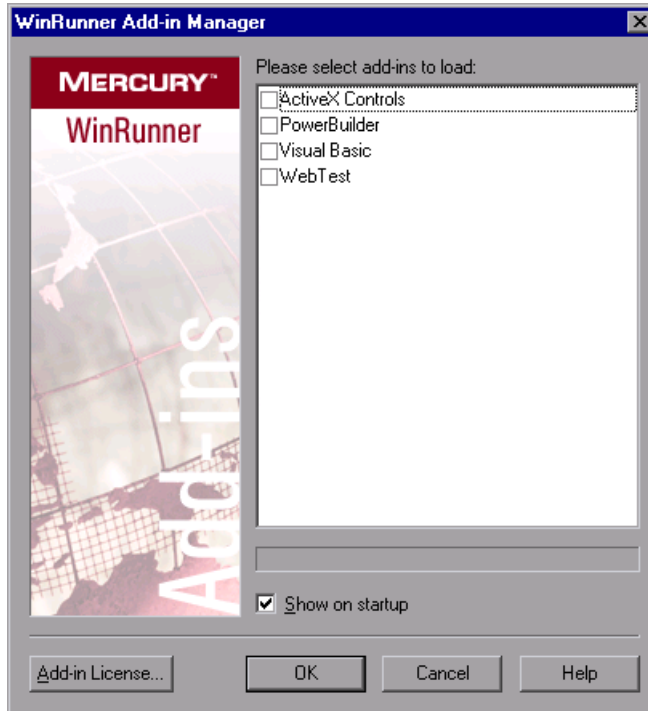 WinRunner Add-in Manager
MERCURY™
WinRunner
Add-ins
Please select add-ins to load:
ActiveX Controls
PowerBuilder
Visual Basic
WebTest
Show on startup
Add-in License...
OK
Cancel
Help